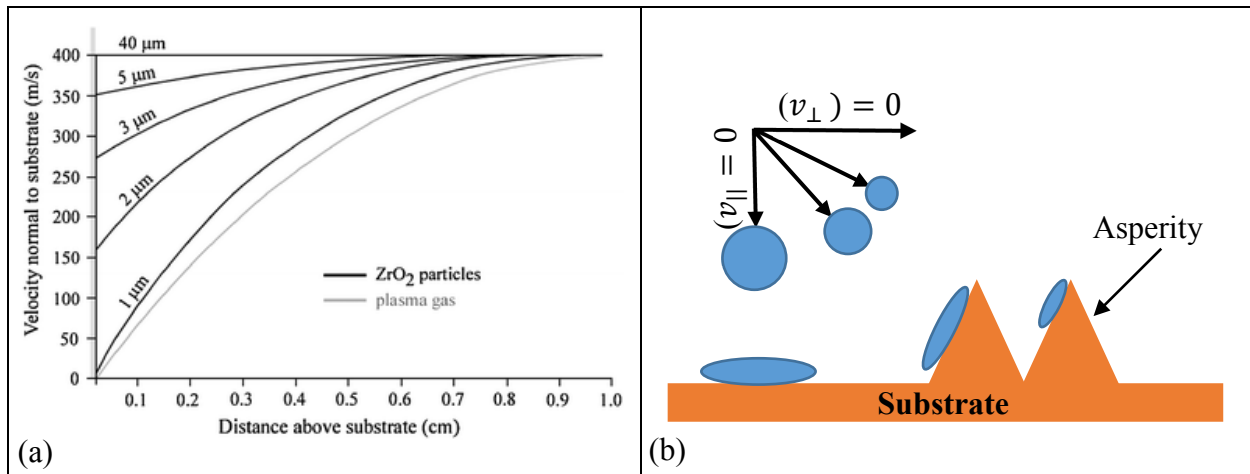 40 µm
5 µm
3 µm
2 µm
1 µm
400
350
300
250
200
150
100
50
0
Velocity normal to substrate (m/s)
ZrO₂ particles
plasma gas
0.1 0.2 0.3 0.4 0.5 0.6 0.7 0.8 0.9 1.0
Distance above substrate (cm)
(a)
(v⊥) = 0
(v|| = 0
Asperity
Substrate
(b)